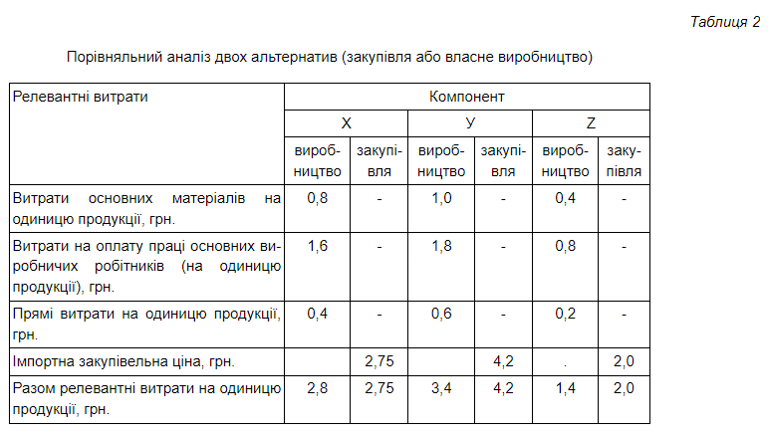 Таблиця 2
Порівняльний аналіз двох альтернатив (закупівля або власне виробництво)
Релевантні витрати Компонент
X У Z
вироб- закупі- вироб- закупі- вироб- заку-
ництво вля ництво вля ництво півля
Витрати основних матеріалів на 0,8 - 1,0 - 0,4 -
одиницю продукції, грн.
Витрати на оплату праці основних ви- 1,6 - 1,8 - 0,8 -
робничих робітників (на одиницю
продукції), грн.
Прямі витрати на одиницю продукції, 0,4 - 0,6 - 0,2 -
грн.
Імпортна закупівельна ціна, грн. 2,75 4,2 . 2,0
Разом релевантні витрати на одиницю 2,8 2,75 3,4 4,2 1,4 2,0
продукції, грн.